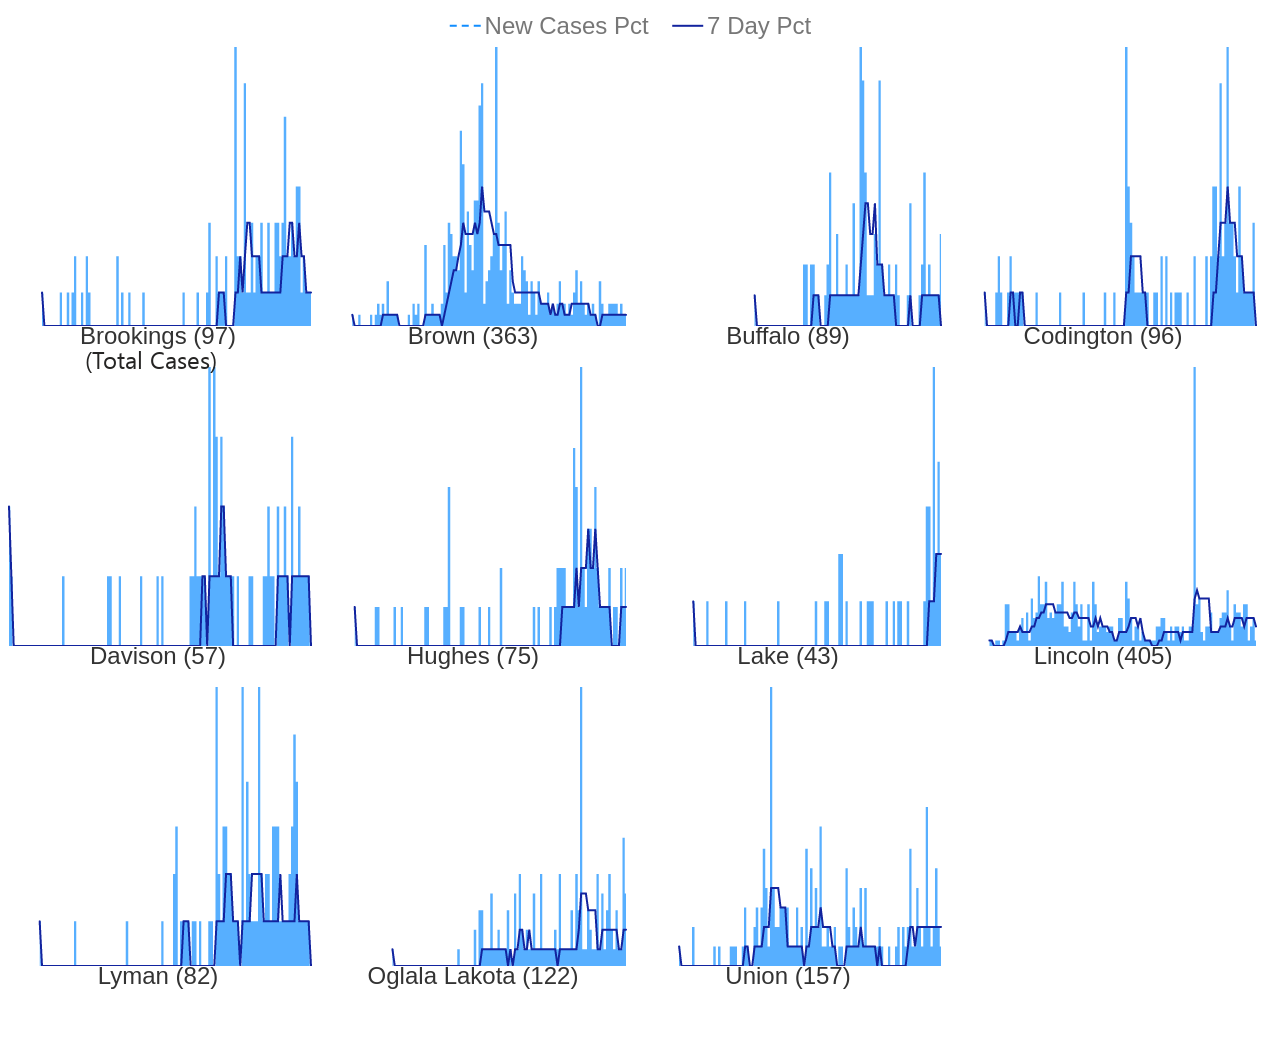 New Cases Pct 7 Day Pct
Brookings (97) Brown (363) Buffalo (89) Codington (96)
(Total Cases)
Davison (57) Hughes (75) Lake (43) Lincoln (405)
Lyman (82) Oglala Lakota (122) Union (157)